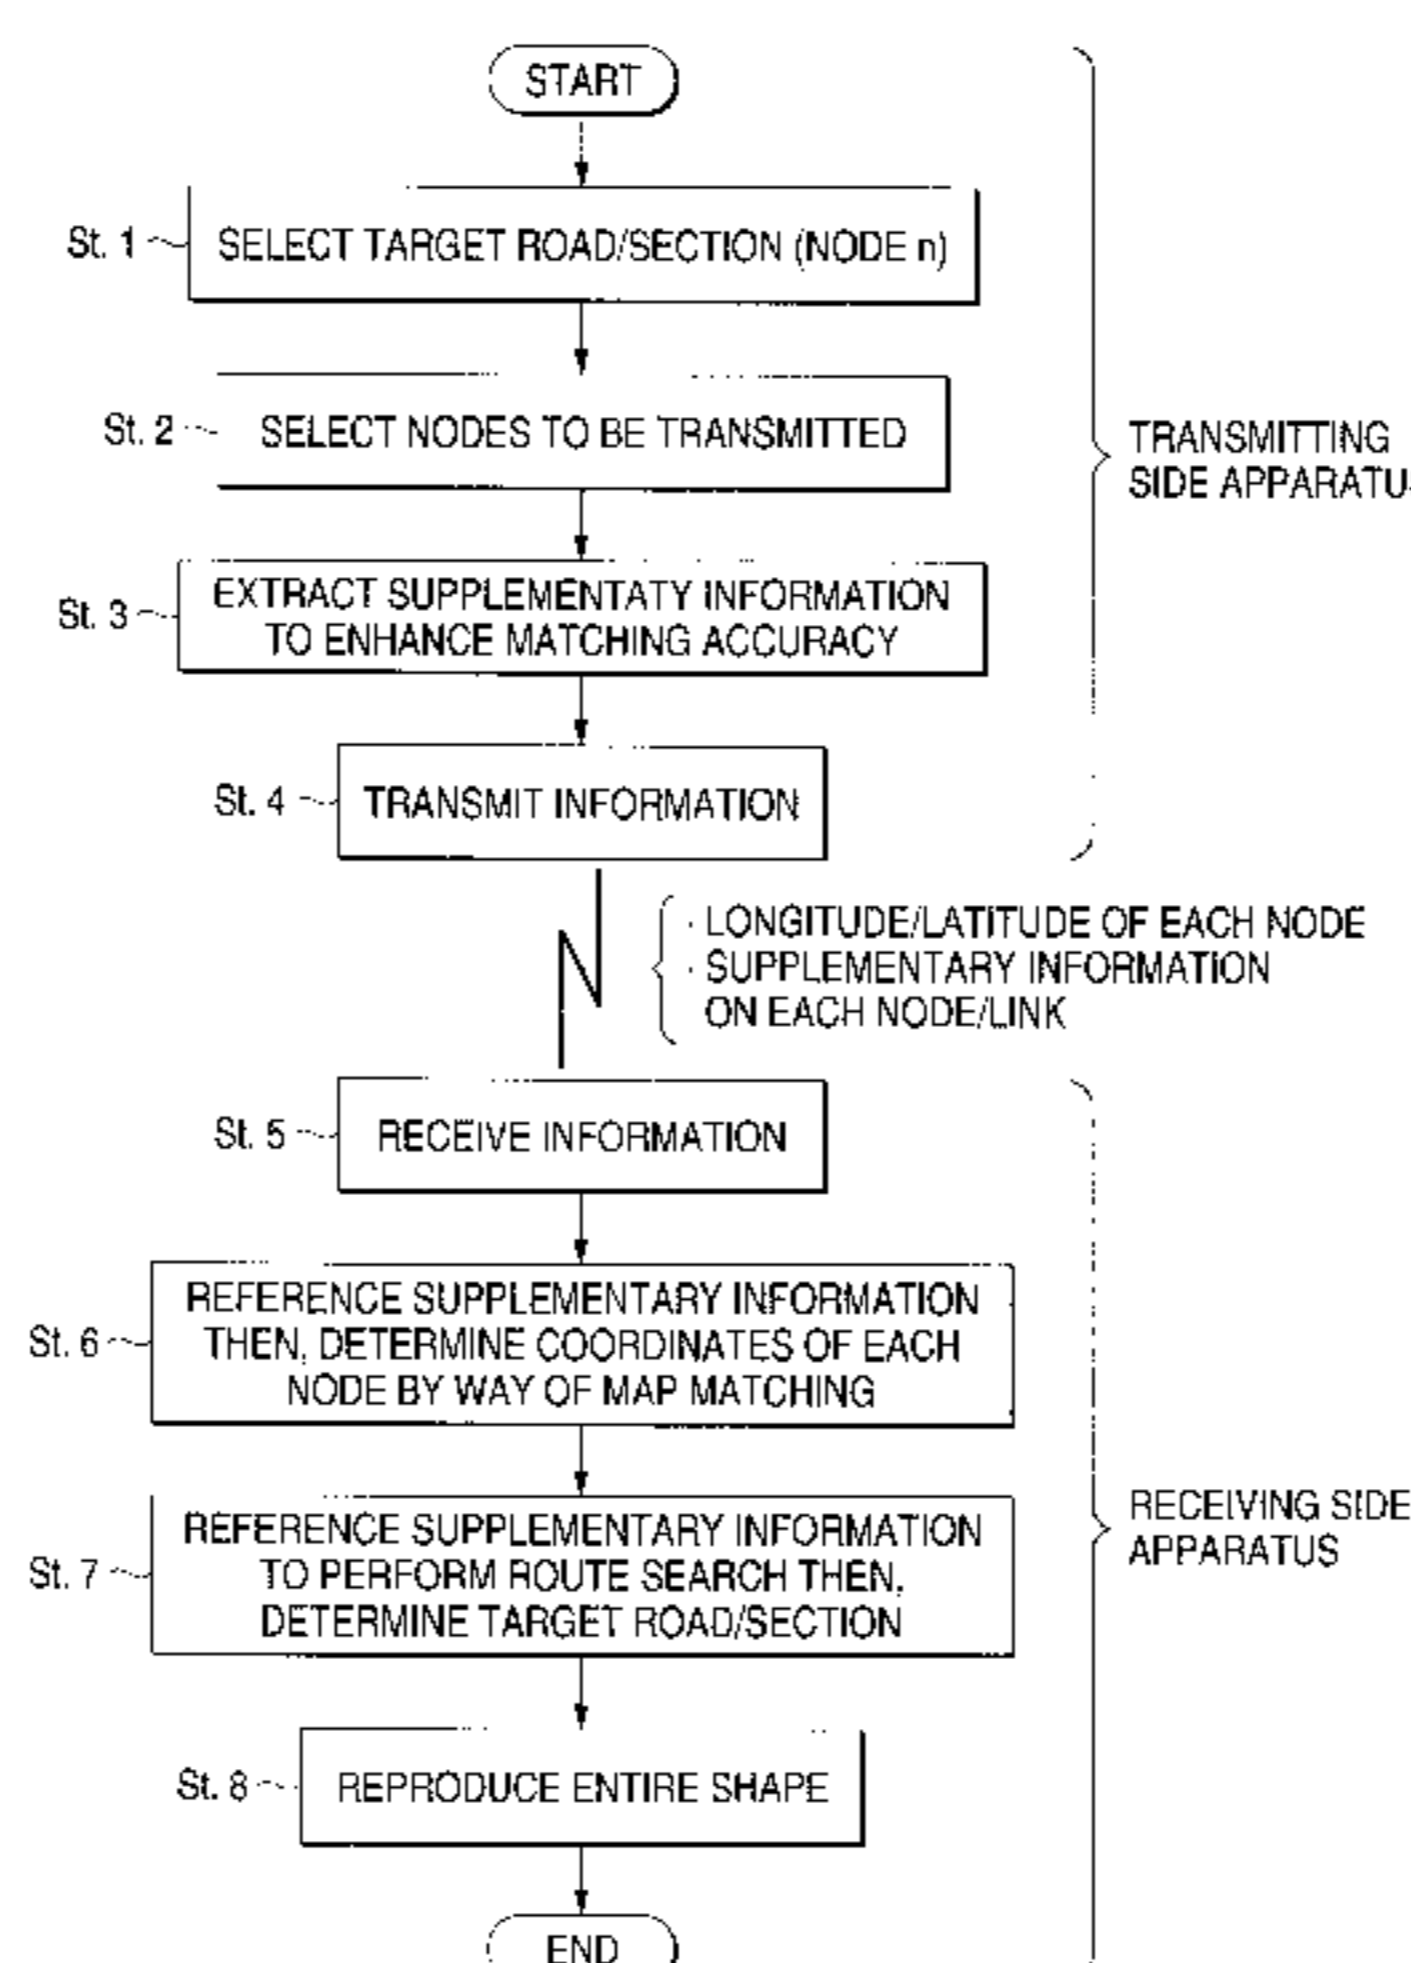 START
St. 1
SELECT TARGET ROAD/SECTION (NODE n)
St. 2
SELECT NODES TO BE TRANSMITTED
TRANSMITTING
SIDE APPARATU
St. 3
EXTRACT SUPPLEMENTATY INFORMATION
TO ENHANCE MATCHING ACCURACY
St. 4
TRANSMIT INFORMATION
· LONGITUDE/LATITUDE OF EACH NODE
· SUPPLEMENTARY INFORMATION
ON EACH NODE/LINK
St. 5
RECEIVE INFORMATION
St. 6
REFERENCE SUPPLEMENTARY INFORMATION
THEN, DETERMINE COORDINATES OF EACH
NODE BY WAY OF MAP MATCHING
St. 7
REFERENCE SUPPLEMENTARY INFORMATION
TO PERFORM ROUTE SEARCH THEN,
DETERMINE TARGET ROAD/SECTION
RECEIVING SIDE
APPARATUS
St. 8
REPRODUCE ENTIRE SHAPE
END